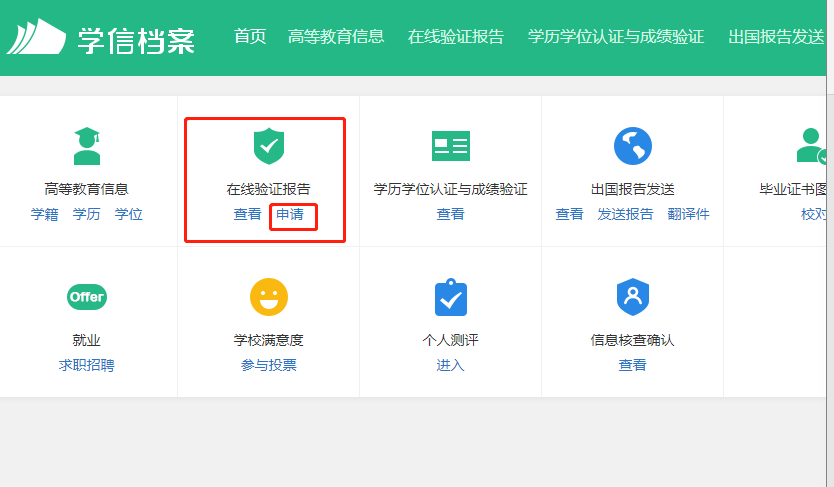 学信档案 首页 高等教育信息 在线验证报告 学历学位认证与成绩验证 出国报告发送
高等教育信息 在线验证报告 学历学位认证与成绩验证 出国报告发送 毕业证书图
学籍 学历 学位 查看 申请 查看 查看 发送报告 翻译件 校对
Offer
就业 学校满意度 个人测评 信息核查确认
求职招聘 参与投票 进入 查看